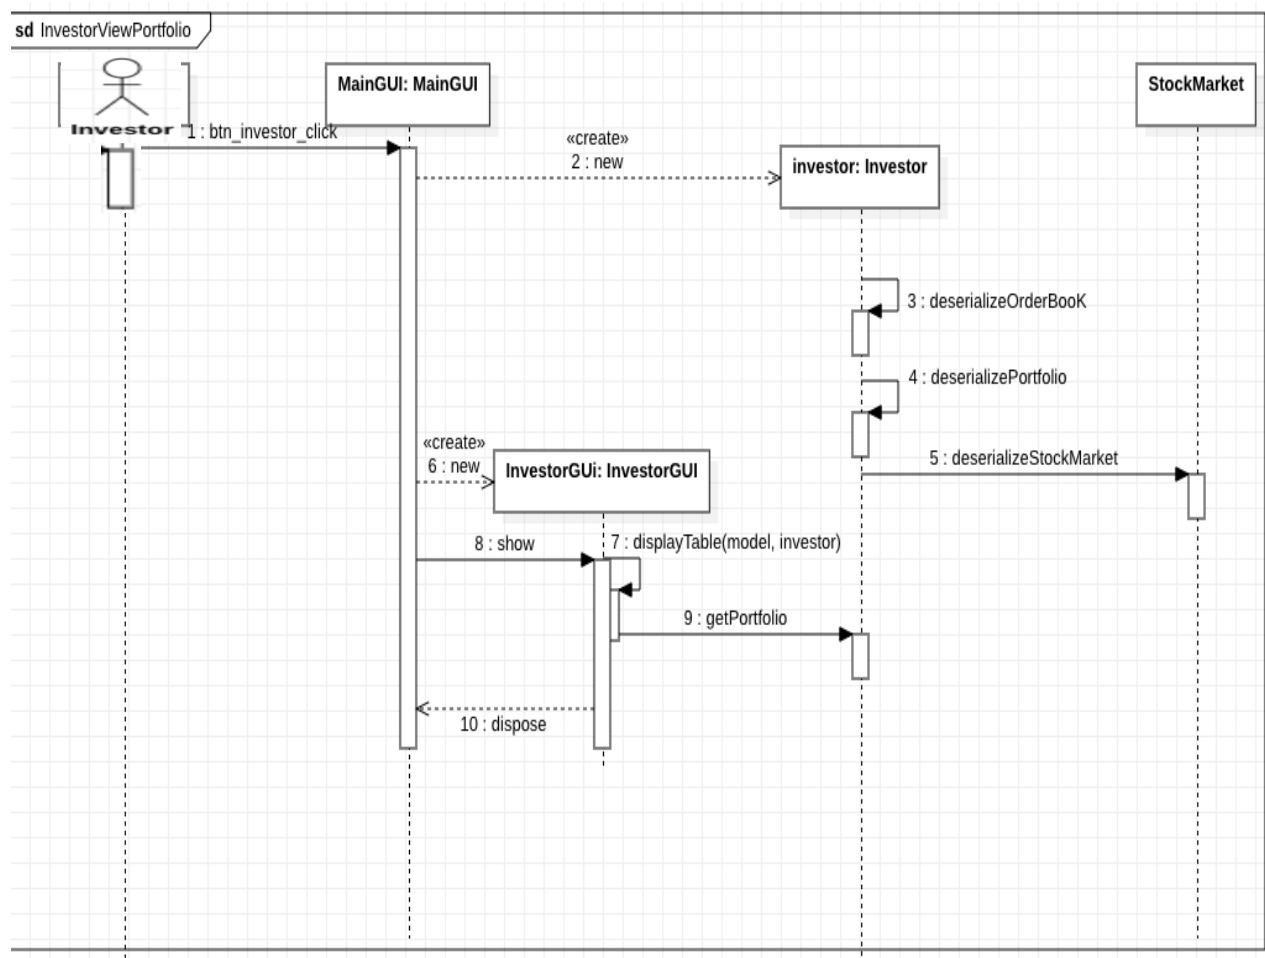 sd InvestorViewPortfolio
Investor
MainGUI: MainGUI
StockMarket
1 : btn_investor_click
«create»
2 : new
investor: Investor
3 : deserializeOrderBooK
4 : deserializePortfolio
5 : deserializeStockMarket
«create»
6 : new
InvestorGUi: InvestorGUI
7 : displayTable(model, investor)
8 : show
9 : getPortfolio
10 : dispose